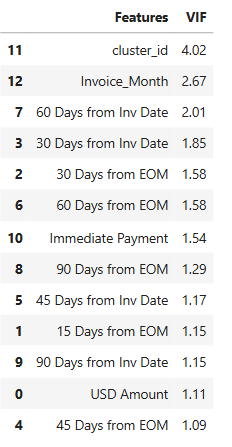 Features VIF
11 cluster_id 4.02
12 Invoice_Month 2.67
7 60 Days from Inv Date 2.01
3 30 Days from Inv Date 1.85
2 30 Days from EOM 1.58
6 60 Days from EOM 1.58
10 Immediate Payment 1.54
8 90 Days from EOM 1.29
5 45 Days from Inv Date 1.17
1 15 Days from EOM 1.15
9 90 Days from Inv Date 1.15
0 USD Amount 1.11
4 45 Days from EOM 1.09